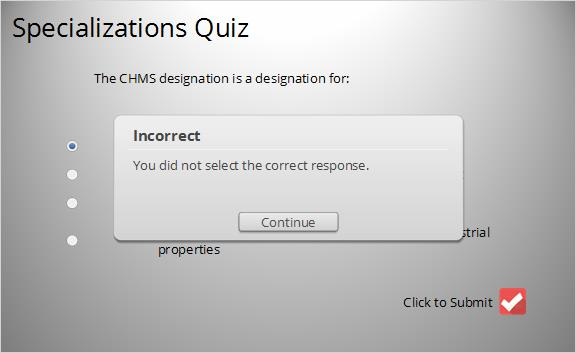 Specializations Quiz
The CHMS designation is a designation for:
Incorrect
You did not select the correct response.
Continue
properties
Click to Submit